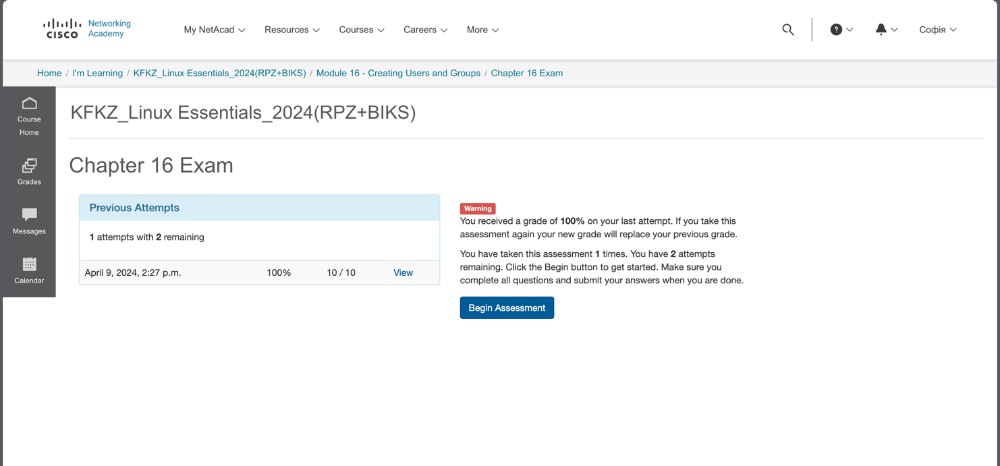 CISCO
Networking
Academy
My NetAcad
Resources
Courses
Careers
More
?
Софія
Home / I'm Learning / KFKZ_Linux Essentials_2024(RPZ+BIKS) / Module 16 - Creating Users and Groups / Chapter 16 Exam
Course
Home
Grades
Messages
Calendar
KFKZ_Linux Essentials_2024(RPZ+BIKS)
Chapter 16 Exam
Previous Attempts
1 attempts with 2 remaining
April 9, 2024, 2:27 p.m. 100% 10 / 10 View
Warning
You received a grade of 100% on your last attempt. If you take this
assessment again your new grade will replace your previous grade.
You have taken this assessment 1 times. You have 2 attempts
remaining. Click the Begin button to get started. Make sure you
complete all questions and submit your answers when you are done.
Begin Assessment